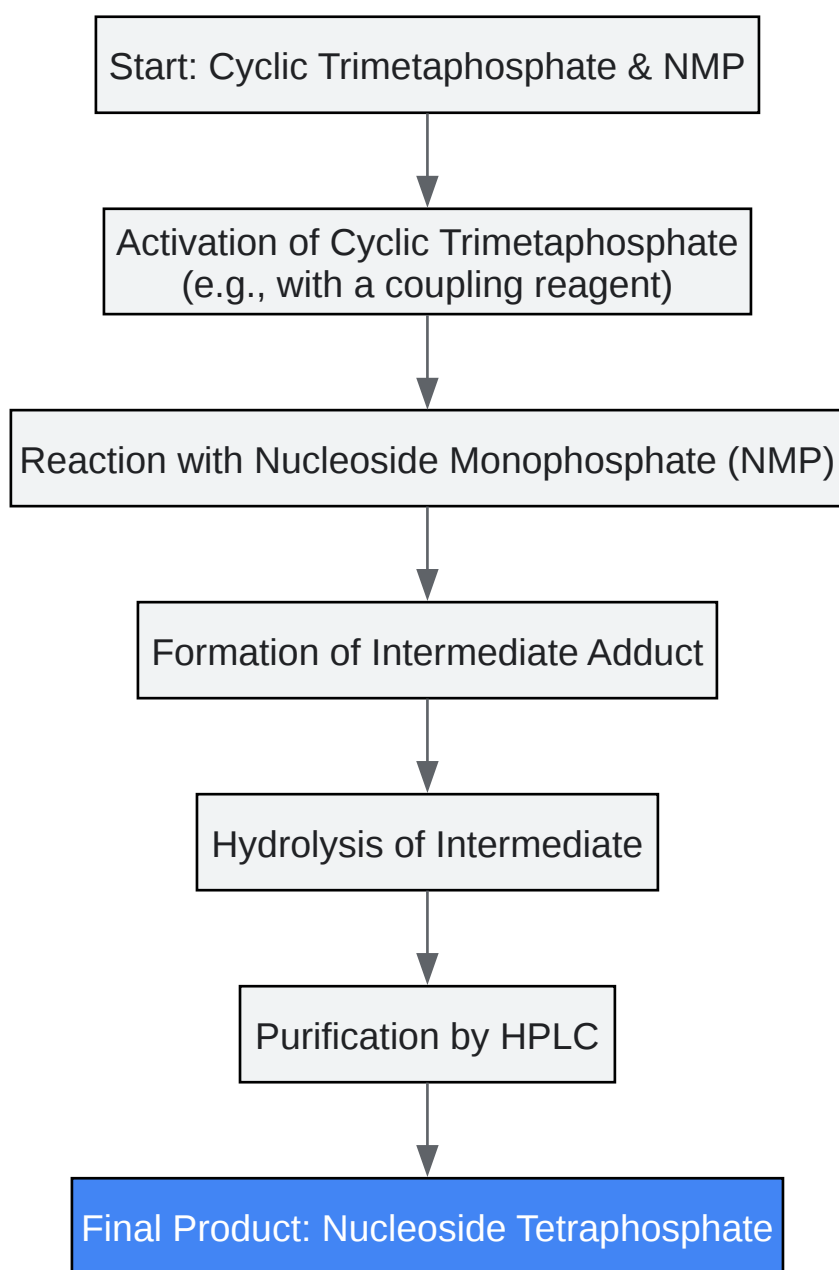 Start: Cyclic Trimetaphosphate & NMP
Activation of Cyclic Trimetaphosphate
(e.g., with a coupling reagent)
Reaction with Nucleoside Monophosphate (NMP)
Formation of Intermediate Adduct
Hydrolysis of Intermediate
Purification by HPLC
Final Product: Nucleoside Tetraphosphate